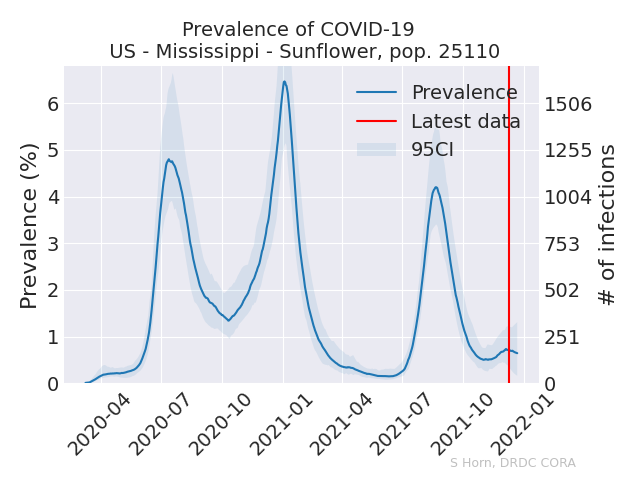 Prevalence of COVID-19
US - Mississippi - Sunflower, pop. 25110
Prevalence
Latest data
95CI
Prevalence (%)
6
5
4
3
2
1
0
1506
1255
1004
753
502
251
0
# of infections
2020-04
2020-07
2020-10
2021-01
2021-04
2021-07
2021-10
2022-01
S Horn, DRDC CORA